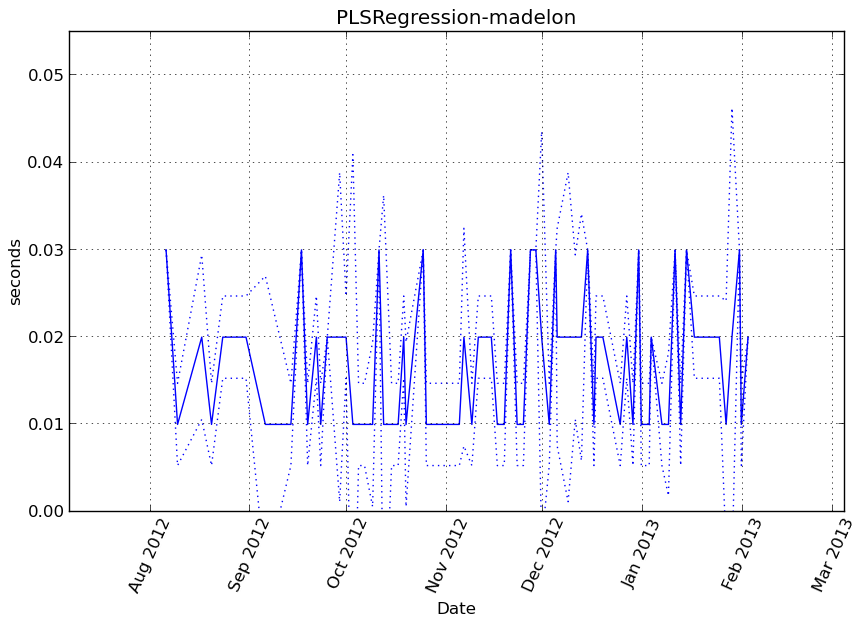 PLSRegression-madelon
0.05
0.04
0.03
0.02
0.01
0.00
seconds
Aug 2012
Sep 2012
Oct 2012
Nov 2012
Dec 2012
Jan 2013
Feb 2013
Mar 2013
Date